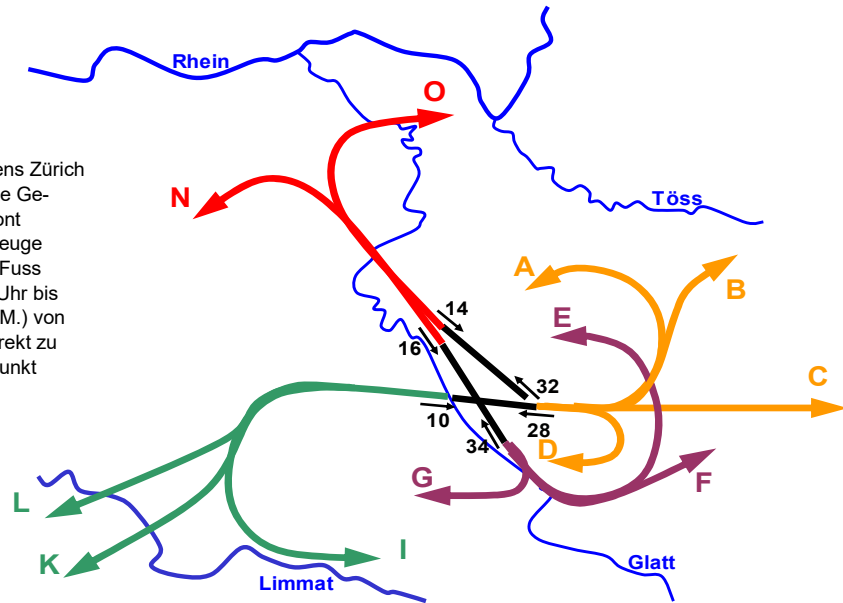 Rhein
O
ens Zürich
e Ge-
ont
euge
Fuss
Uhr bis
M.) von
ekt zu
unkt
N
Töss
A
B
E
14
16
32
C
10
28
34
D
G
F
L
K
I
Limmat
Glatt